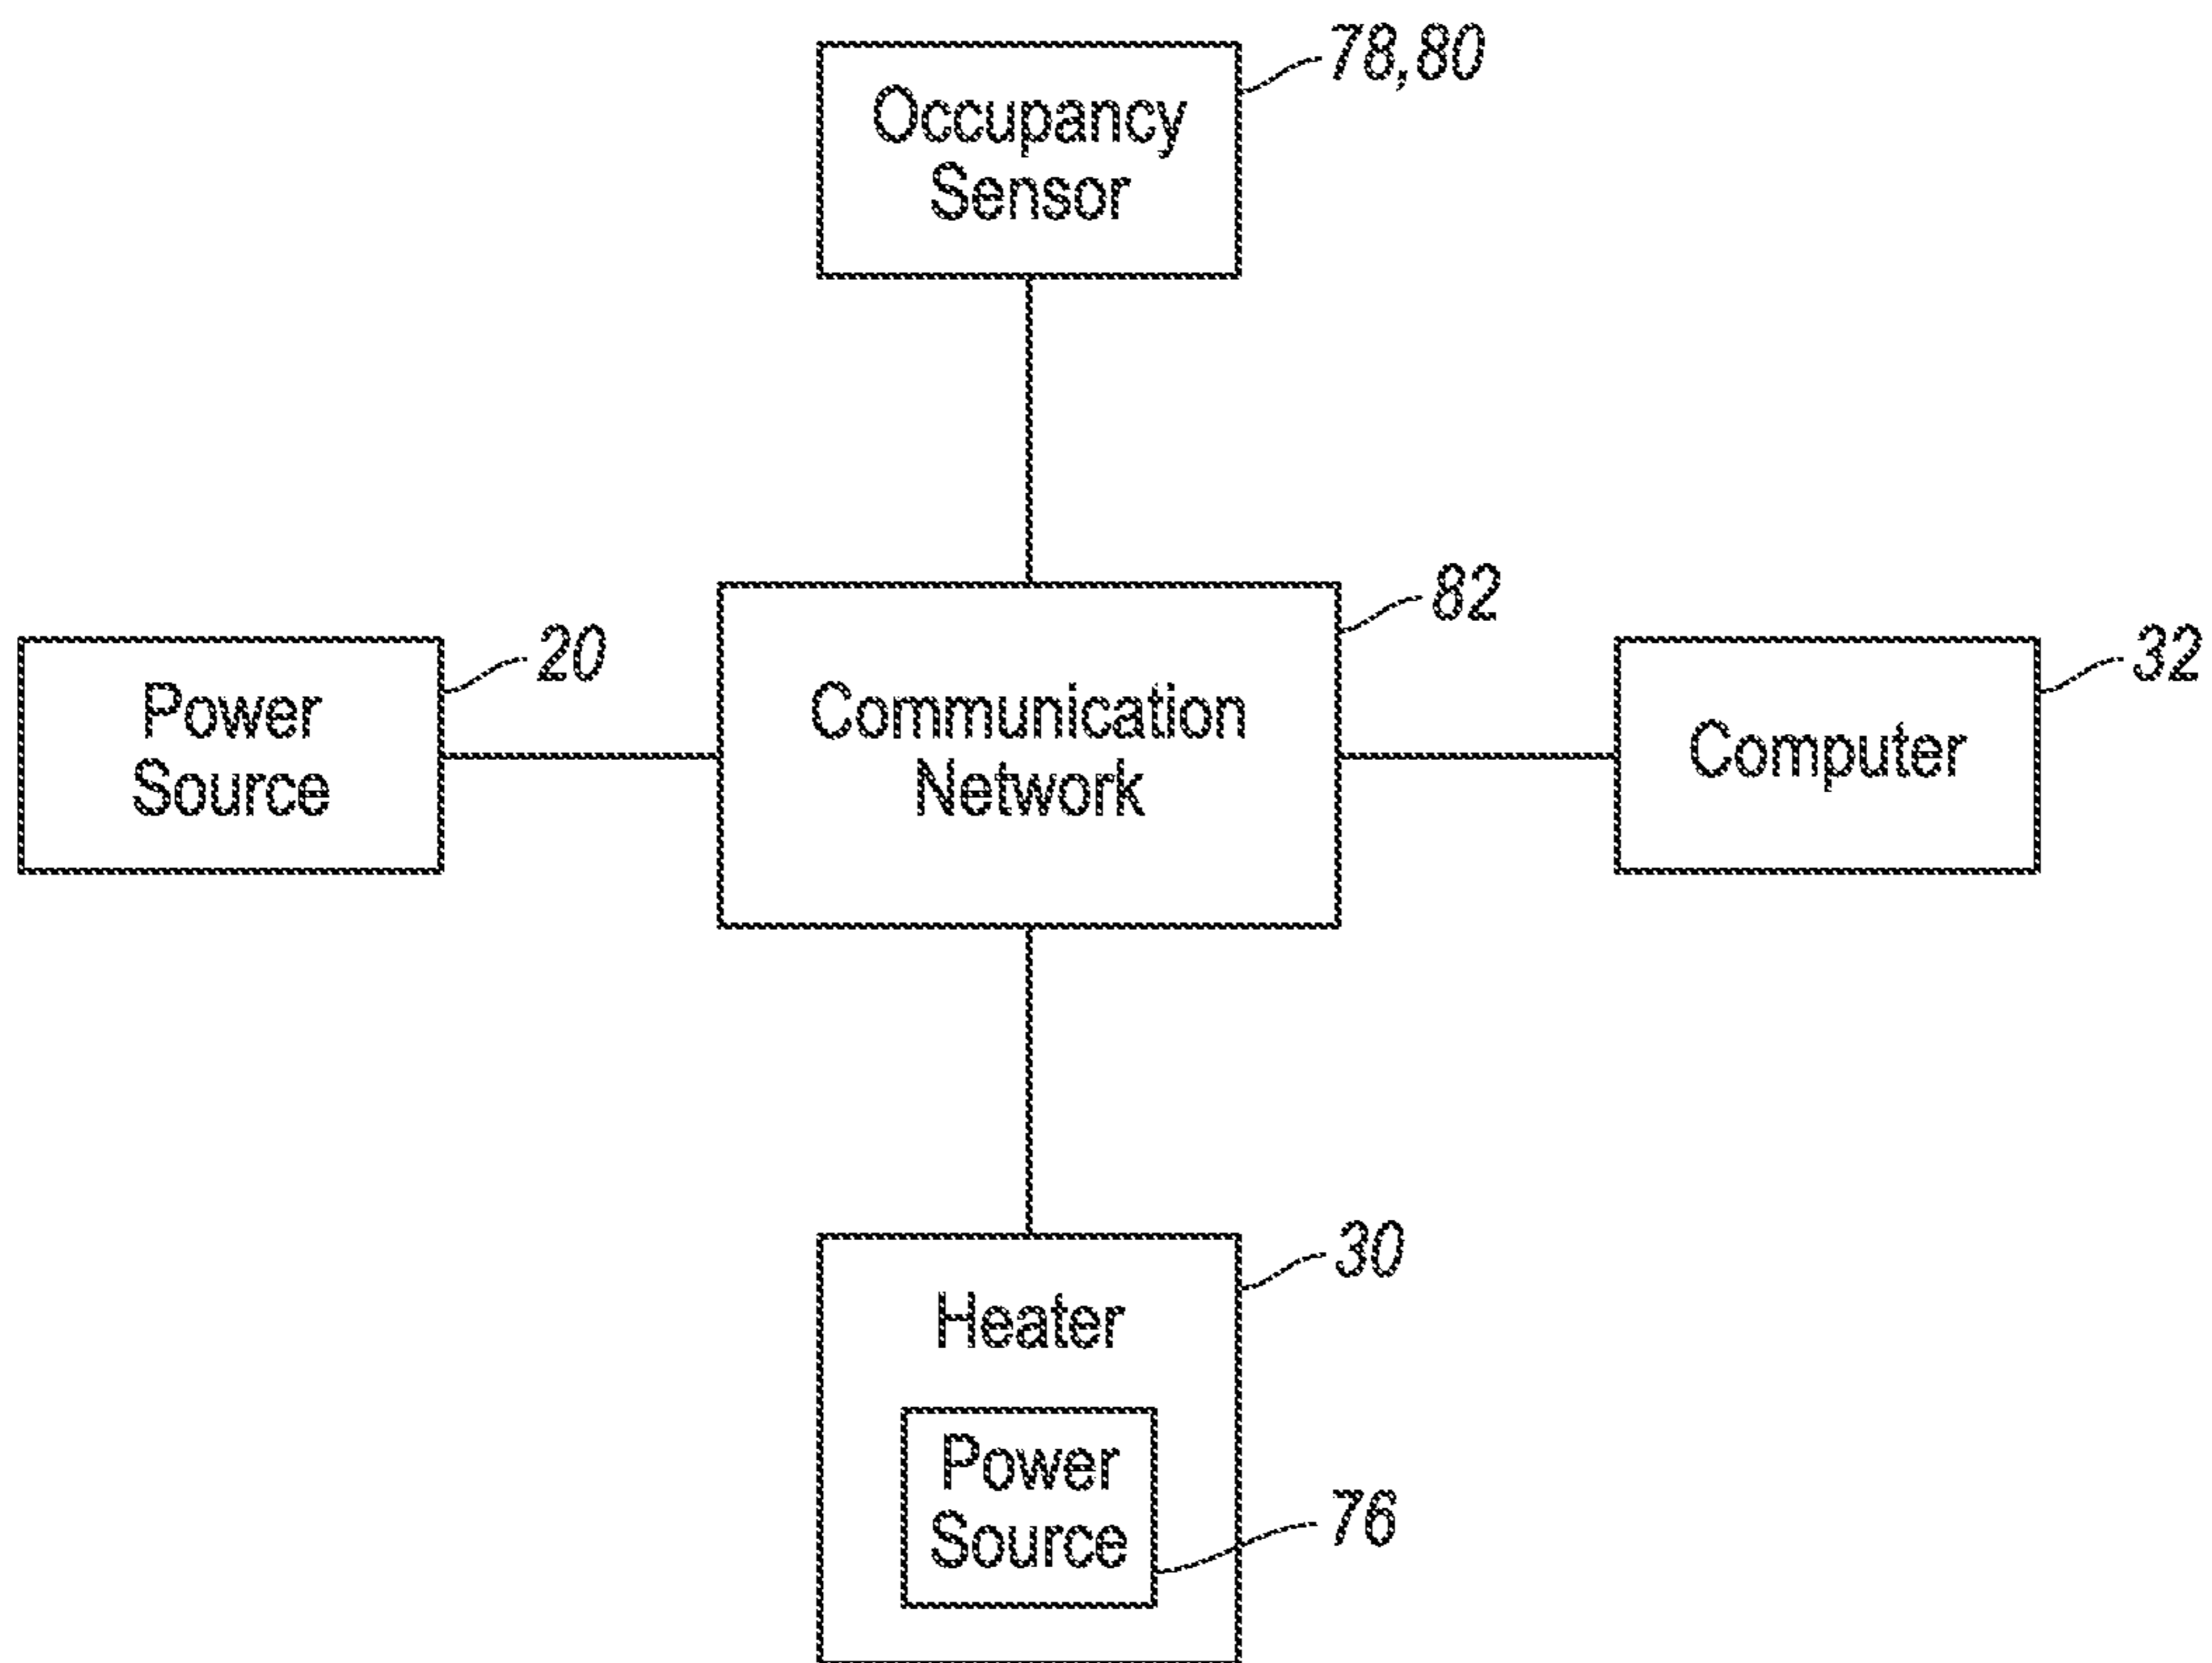 78,80
Occupancy
Sensor
82
20
32
Power
Source
Communication
Network
Computer
30
Heater
Power
Source
76